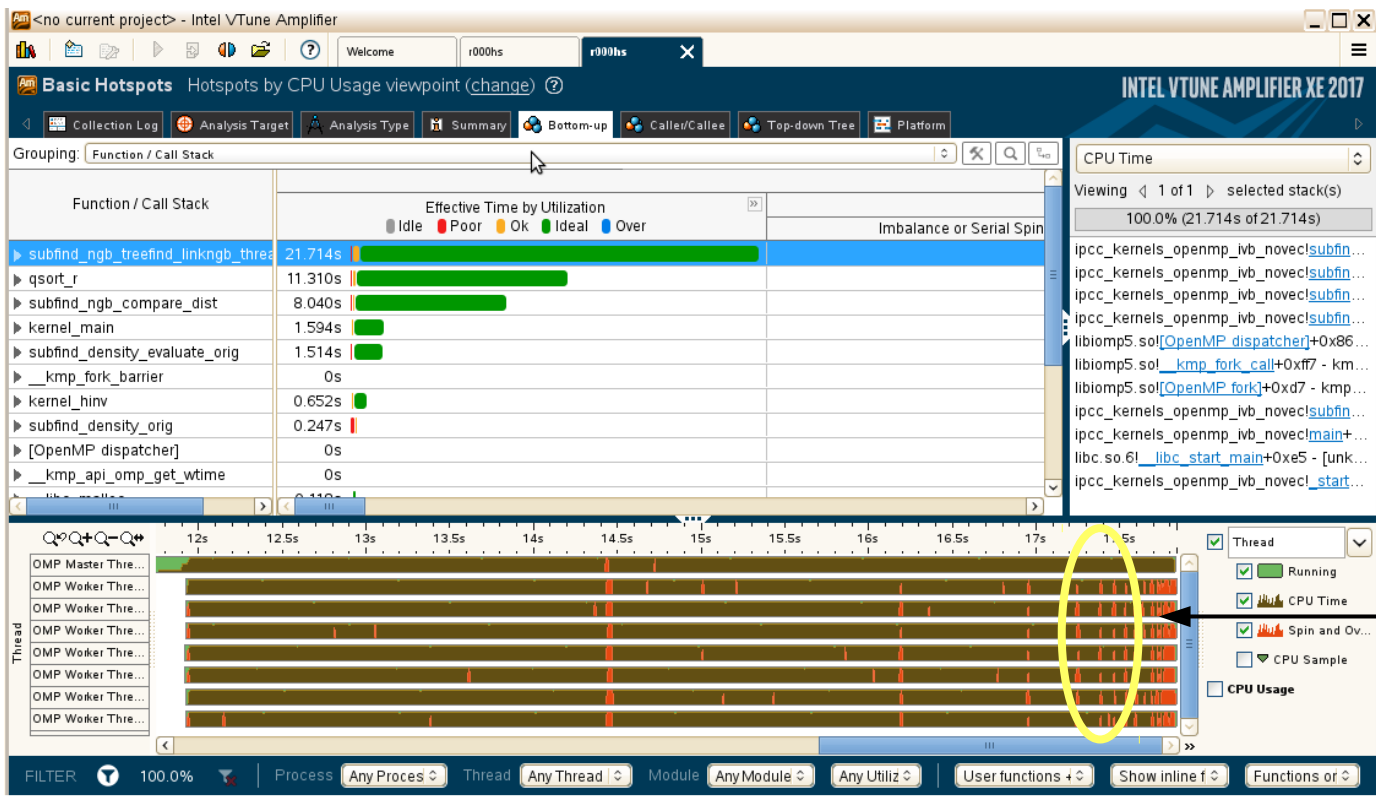 <no current project> - Intel VTune Amplifier
Welcome r000hs r000hs
Basic Hotspots Hotspots by CPU Usage viewpoint (change)
INTEL VTUNE AMPLIFIER XE 2017
Collection Log Analysis Target Analysis Type Summary Bottom-up Caller/Callee Top-down Tree Platform
Grouping: Function / Call Stack
Function / Call Stack
Effective Time by Utilization
Idle Poor Ok Ideal Over
Imbalance or Serial Spin
subfind_ngb_treefind_linkngb_threa 21.714s
qsort_r 11.310s
subfind_ngb_compare_dist 8.040s
kernel_main 1.594s
subfind_density_evaluate_orig 1.514s
__kmp_fork_barrier 0s
kernel_hinv 0.652s
subfind_density_orig 0.247s
[OpenMP dispatcher] 0s
__kmp_api_omp_get_wtime 0s
CPU Time
Viewing 1 of 1 selected stack(s)
100.0% (21.714s of 21.714s)
ipcc_kernels_openmp_ivb_novec!subfin...
ipcc_kernels_openmp_ivb_novec!subfin...
ipcc_kernels_openmp_ivb_novec!subfin...
ipcc_kernels_openmp_ivb_novec!subfin...
libiomp5.so![OpenMP dispatcher]+0x86...
libiomp5.so!__kmp_fork_call+0xff7 - km...
libiomp5.so![OpenMP fork]+0xd7 - kmp...
ipcc_kernels_openmp_ivb_novec!subfin...
ipcc_kernels_openmp_ivb_novec!main+...
libc.so.6!__libc_start_main+0xe5 - [unk...
ipcc_kernels_openmp_ivb_novec!_start...
12s 12.5s 13s 13.5s 14s 14.5s 15s 15.5s 16s 16.5s 17s
Thread
OMP Master Thre...
OMP Worker Thre...
OMP Worker Thre...
OMP Worker Thre...
OMP Worker Thre...
OMP Worker Thre...
OMP Worker Thre...
OMP Worker Thre...
Thread
Running
CPU Time
Spin and Ov...
CPU Sample
CPU Usage
FILTER 100.0% Process Any Proces Thread Any Thread Module Any Module Any Utiliz User functions + Show inline f Functions or